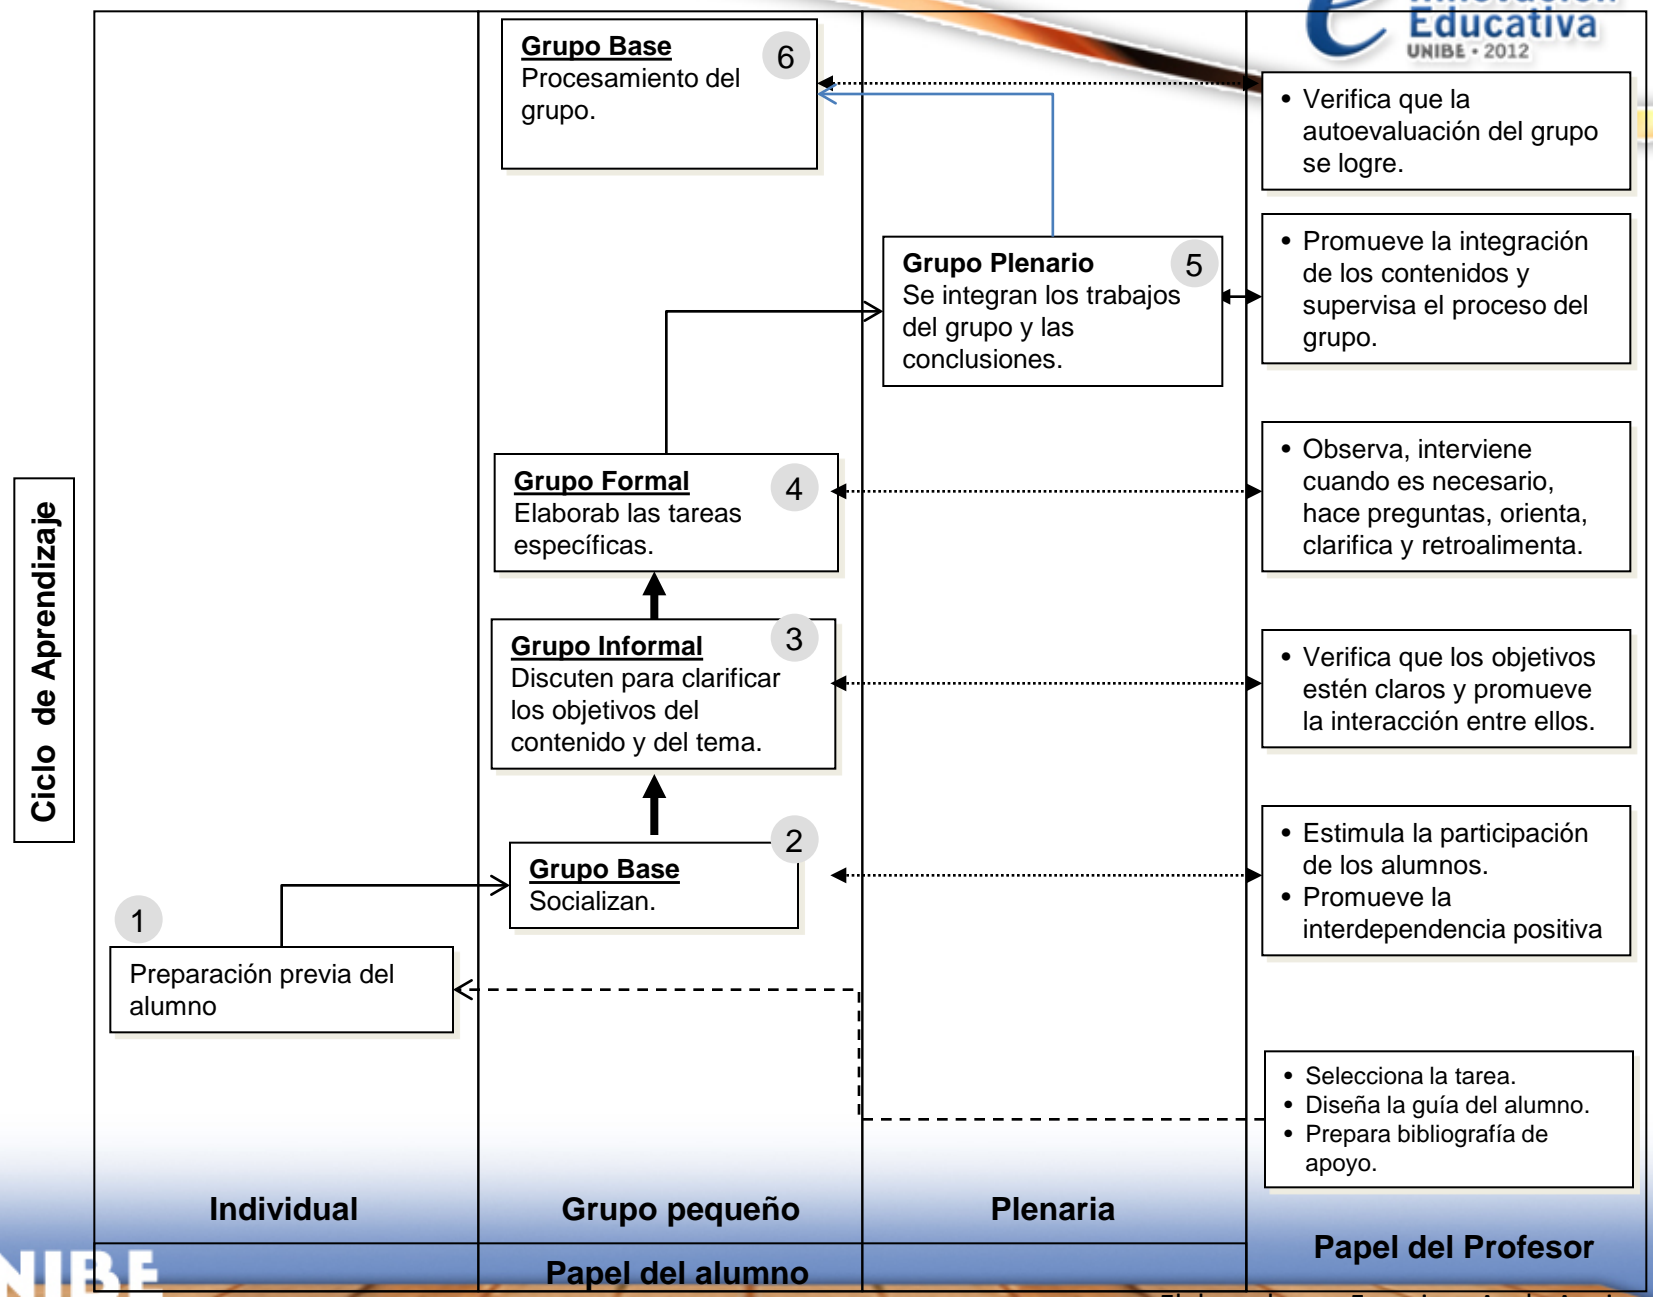 Educativa
UNIBE · 2012
Grupo Base
6
Procesamiento del
grupo.
• Verifica que la
autoevaluación del grupo
se logre.
Grupo Plenario
5
Se integran los trabajos
del grupo y las
conclusiones.
• Promueve la integración
de los contenidos y
supervisa el proceso del
grupo.
Grupo Formal
4
Elaborab las tareas
específicas.
• Observa, interviene
cuando es necesario,
hace preguntas, orienta,
clarifica y retroalimenta.
Ciclo de Aprendizaje
Grupo Informal
3
Discuten para clarificar
los objetivos del
contenido y del tema.
• Verifica que los objetivos
estén claros y promueve
la interacción entre ellos.
2
Grupo Base
Socializan.
• Estimula la participación
de los alumnos.
• Promueve la
interdependencia positiva
1
Preparación previa del
alumno
• Selecciona la tarea.
• Diseña la guía del alumno.
• Prepara bibliografía de
apoyo.
Individual
Grupo pequeño
Plenaria
Papel del Profesor
Papel del alumno